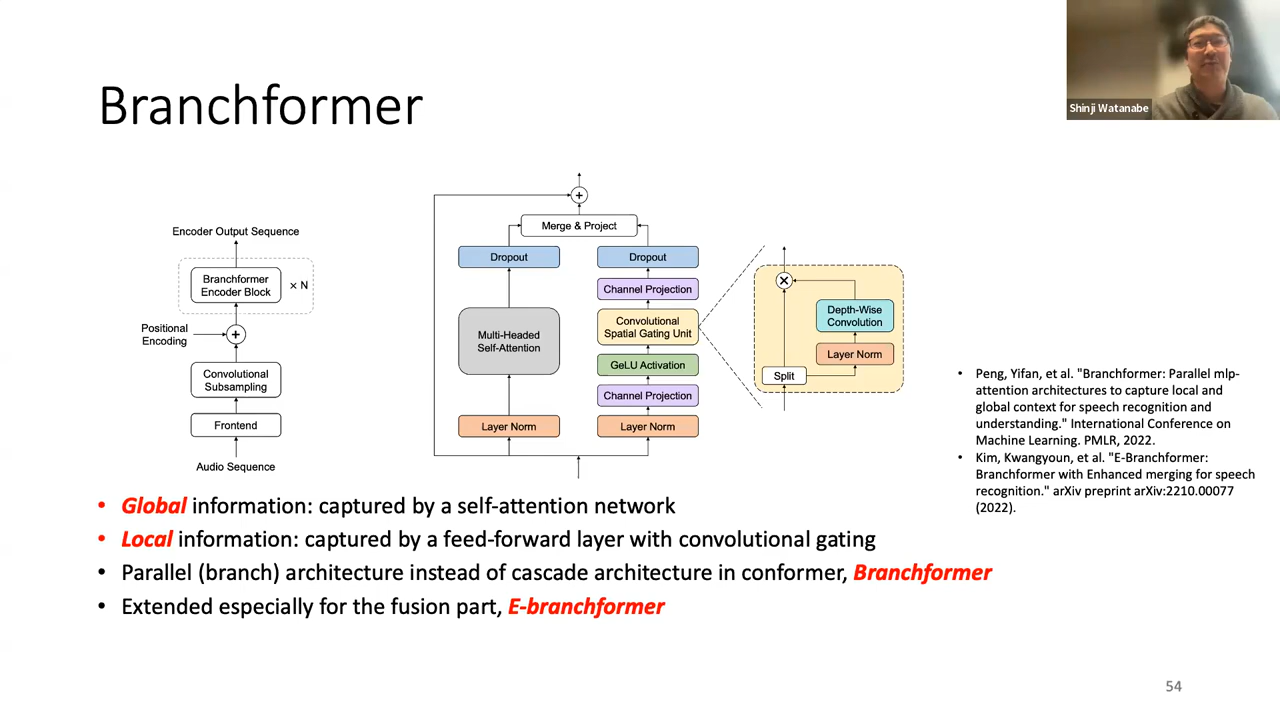 Shinji Watanabe
Branchformer
Encoder Output Sequence
Branchformer
Encoder Block
× N
Positional
Encoding
+
Convolutional
Subsampling
Frontend
Audio Sequence
+
Merge & Project
Dropout
Multi-Headed
Self-Attention
Layer Norm
Dropout
Channel Projection
Convolutional
Spatial Gating Unit
GeLU Activation
Channel Projection
Layer Norm
×
Depth-Wise
Convolution
Layer Norm
Split
• Peng, Yifan, et al. "Branchformer: Parallel mlp-
attention architectures to capture local and
global context for speech recognition and
understanding." International Conference on
Machine Learning. PMLR, 2022.
• Kim, Kwangyoun, et al. "E-Branchformer:
Branchformer with Enhanced merging for speech
recognition." arXiv preprint arXiv:2210.00077
(2022).
• Global information: captured by a self-attention network
• Local information: captured by a feed-forward layer with convolutional gating
• Parallel (branch) architecture instead of cascade architecture in conformer, Branchformer
• Extended especially for the fusion part, E-branchformer
54